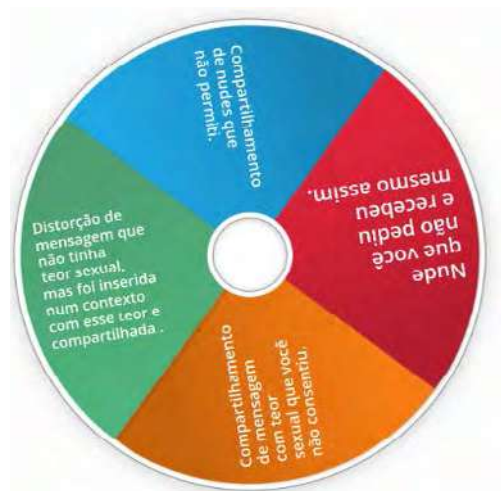 Compartilhamento
de nudes que
não permiti.
Nude
que você
não pediu
e recebeu
mesmo assim.
Compartilhamento
de mensagem
com teor
sexual que você
não consentiu.
Distorção de
mensagem que
não tinha
teor sexual,
mas foi inserida
num contexto
com esse teor e
compartilhada .